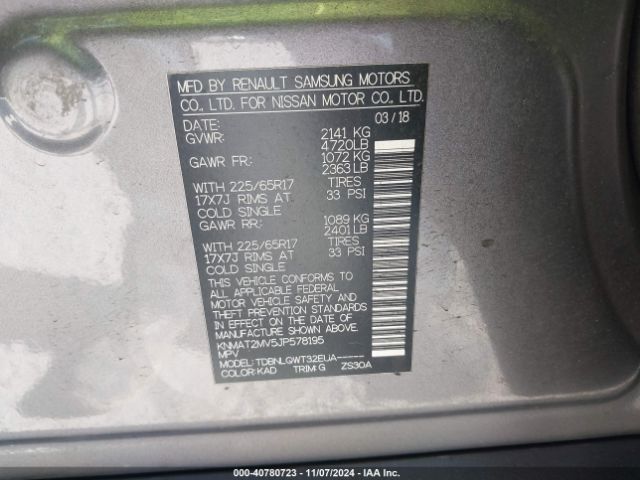 MFD BY RENAULT SAMSUNG MOTORS
CO., LTD. FOR NISSAN MOTOR CO., LTD.
DATE: 03/18
GVWR: 2141 KG
4720LB
GAWR FR: 1072 KG
2363 LB
WITH 225/65R17 TIRES
17X7J RIMS AT 33 PSI
COLD SINGLE
GAWR RR: 1089 KG
2401 LB
WITH 225/65R17 TIRES
17X7J RIMS AT 33 PSI
COLD SINGLE
THIS VEHICLE CONFORMS TO
ALL APPLICABLE FEDERAL
MOTOR VEHICLE SAFETY AND
THEFT PREVENTION STANDARDS
IN EFFECT ON THE DATE OF
MANUFACTURE SHOWN ABOVE.
KNMAT2MV5JP578195
MPV
MODEL:TDBNLGWT32EUA------
COLOR:KAD TRIM:G ZS30A
000-40780723 - 11/07/2024 - IAA Inc.